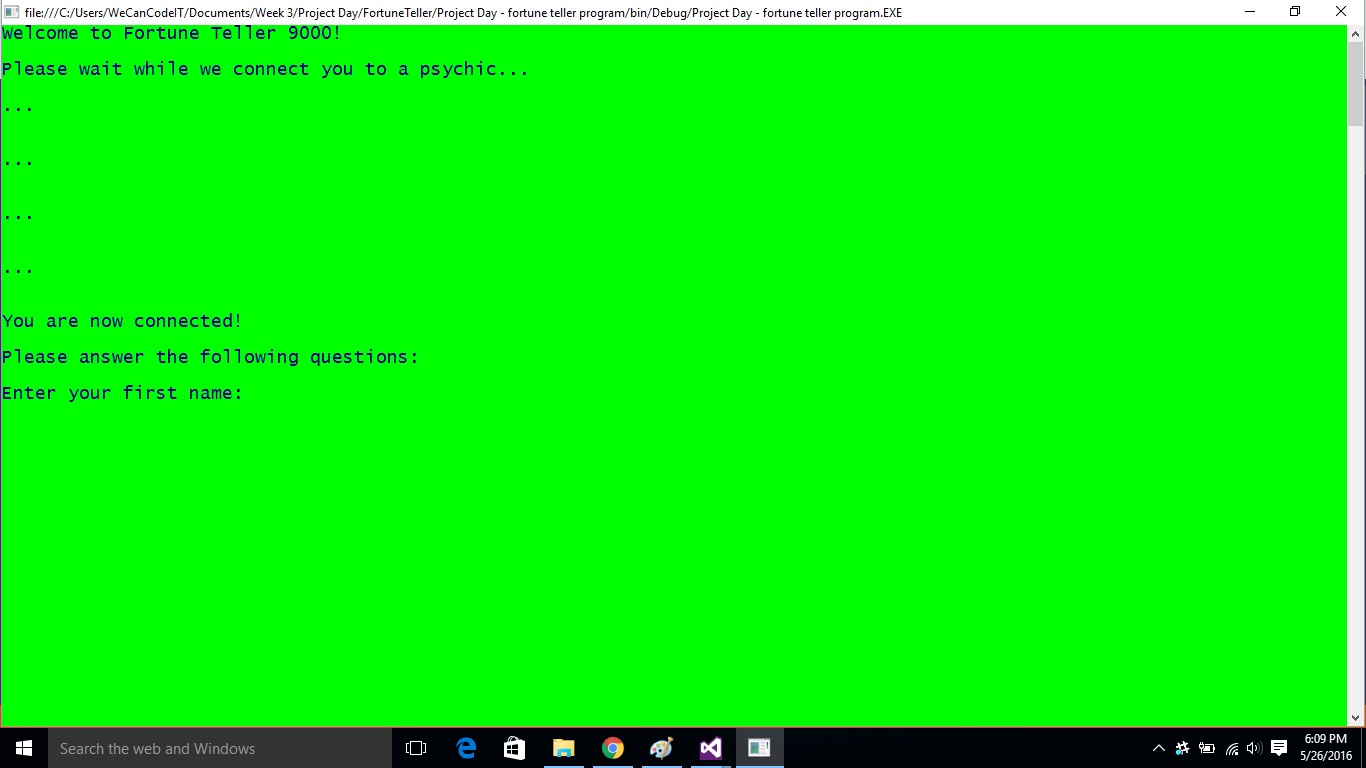 file:///C:/Users/WeCanCodeIT/Documents/Week 3/Project Day/FortuneTeller/Project Day - fortune teller program/bin/Debug/Project Day - fortune teller program.EXE
Welcome to Fortune Teller 9000!
Please wait while we connect you to a psychic...
...
...
...
...
You are now connected!
Please answer the following questions:
Enter your first name:
Search the web and Windows
6:09 PM
5/26/2016